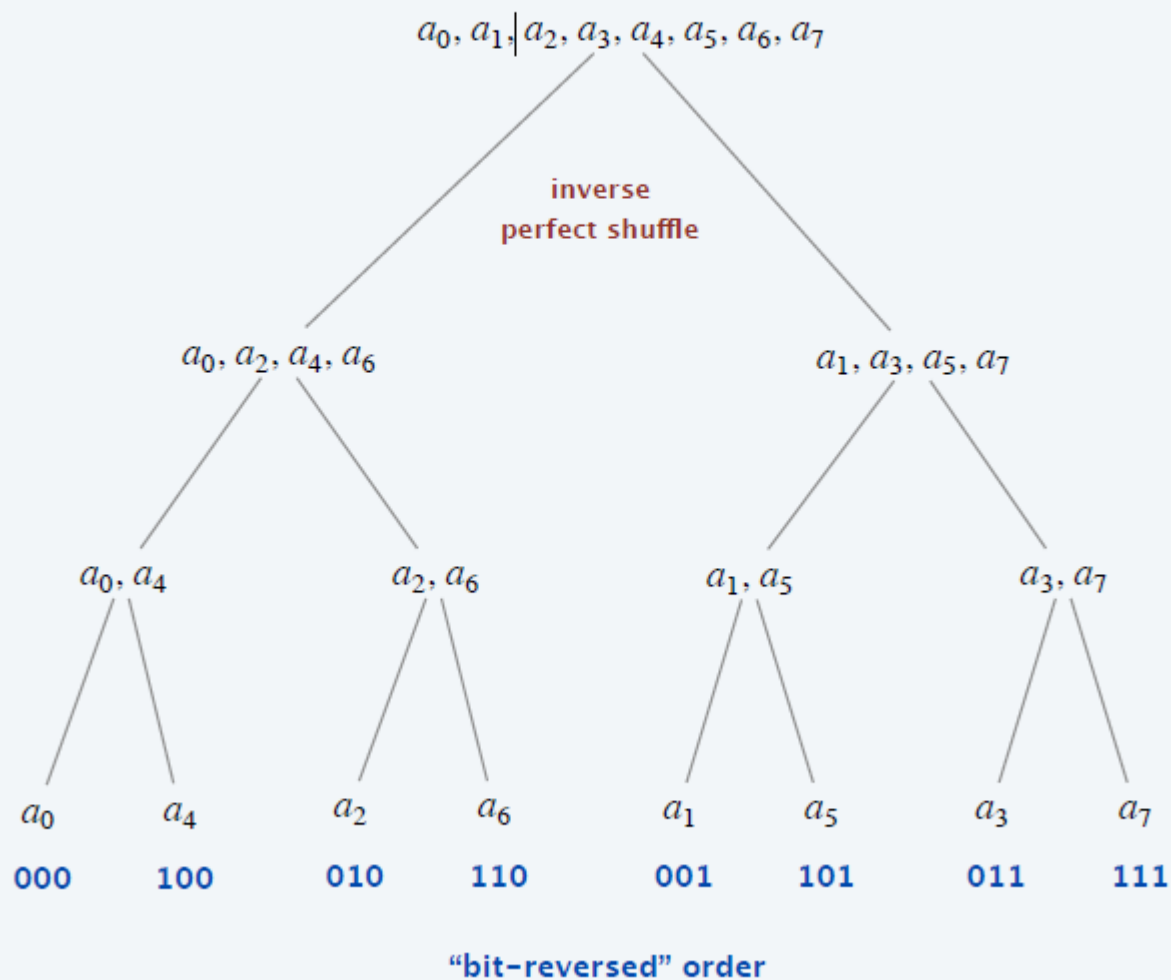 a₀, a₁, a₂, a₃, a₄, a₅, a₆, a₇
inverse
perfect shuffle
a₀, a₂, a₄, a₆ a₁, a₃, a₅, a₇
a₀, a₄ a₂, a₆ a₁, a₅ a₃, a₇
a₀ a₄ a₂ a₆ a₁ a₅ a₃ a₇
000 100 010 110 001 101 011 111
“bit-reversed” order